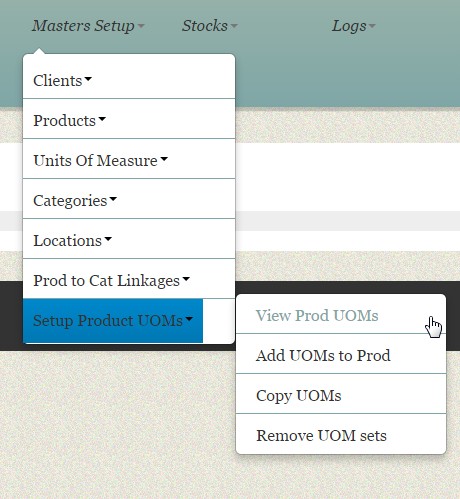 Masters Setup Stocks Logs
Clients
Products
Units Of Measure
Categories
Locations
Prod to Cat Linkages
Setup Product UOMs
View Prod UOMs
Add UOMs to Prod
Copy UOMs
Remove UOM sets